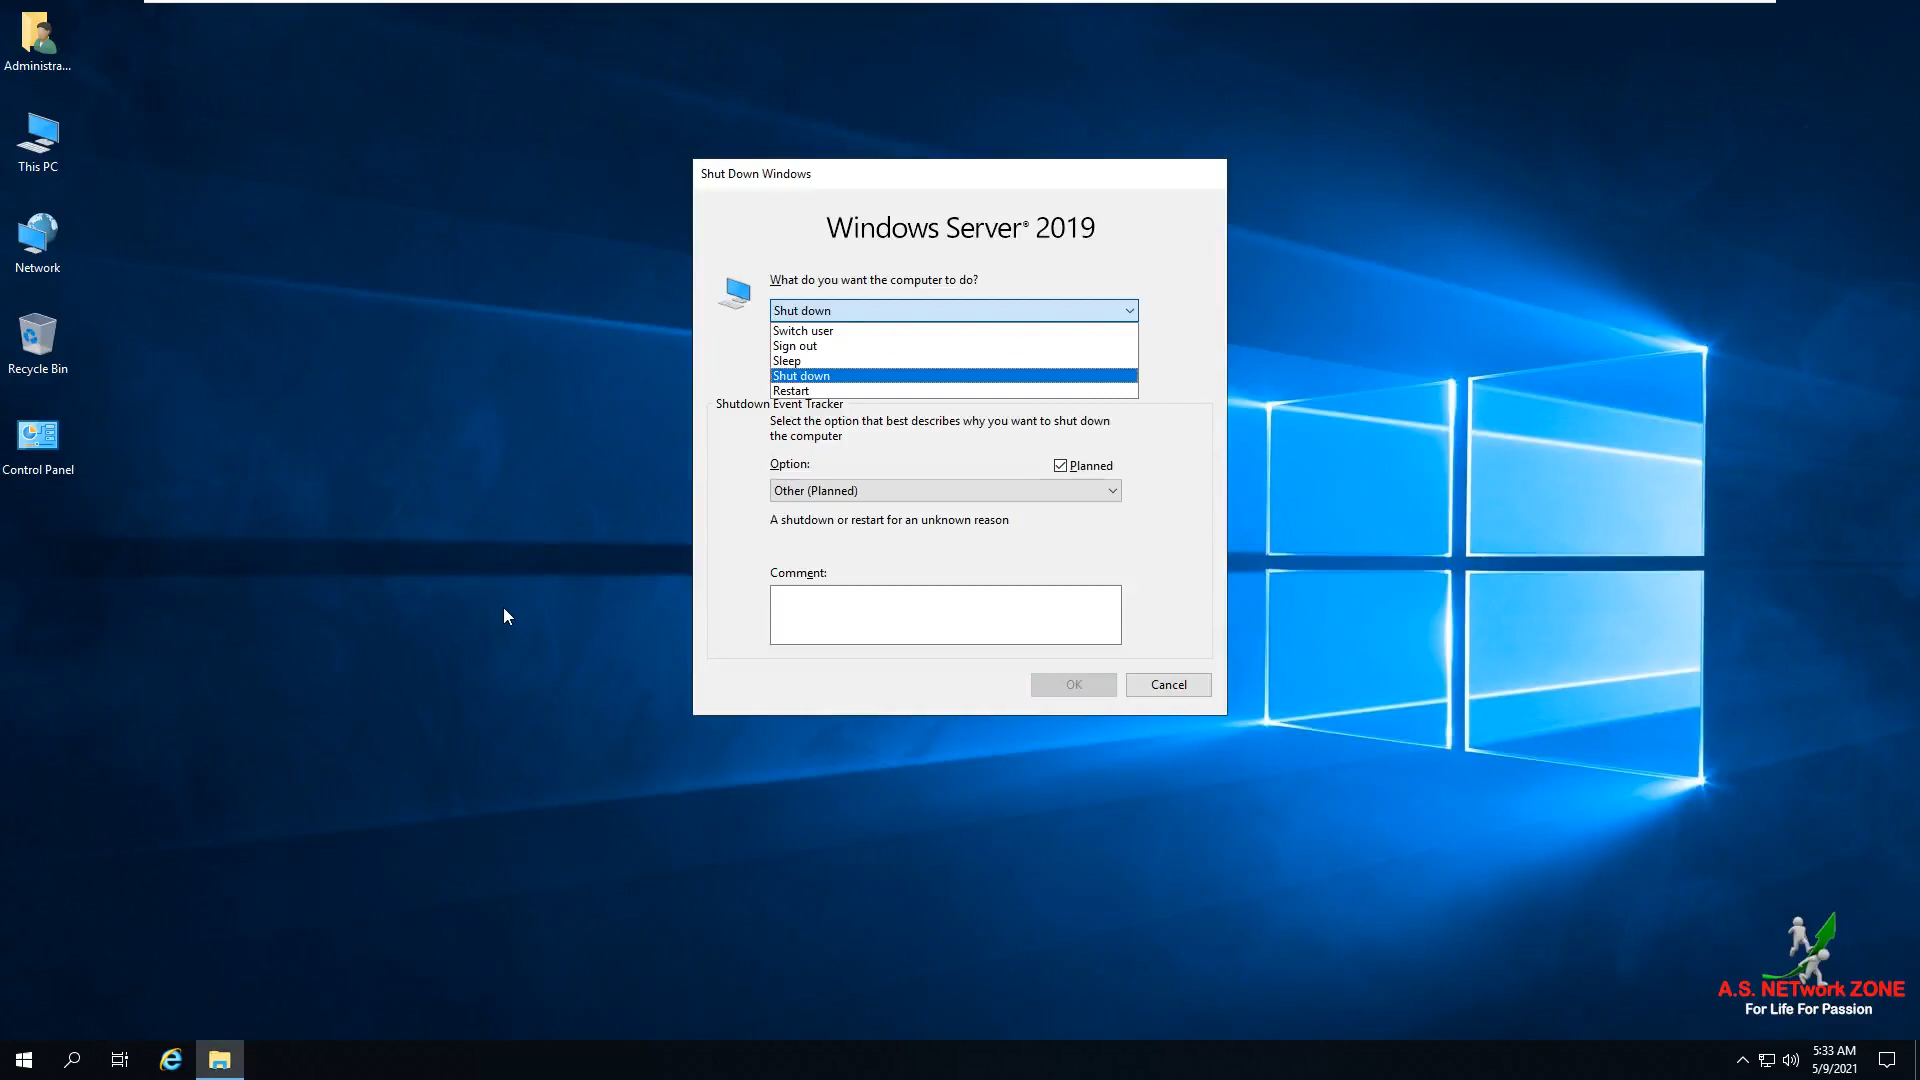 Administra...
This PC
Network
Recycle Bin
Control Panel
Shut Down Windows
Windows Server® 2019
What do you want the computer to do?
Shut down
Switch user
Sign out
Sleep
Shut down
Restart
Shutdown Event Tracker
Select the option that best describes why you want to shut down
the computer
Option:
Planned
Other (Planned)
A shutdown or restart for an unknown reason
Comment:
OK
Cancel
A.S. NETwork ZONE
For Life For Passion
5:33 AM
5/9/2021